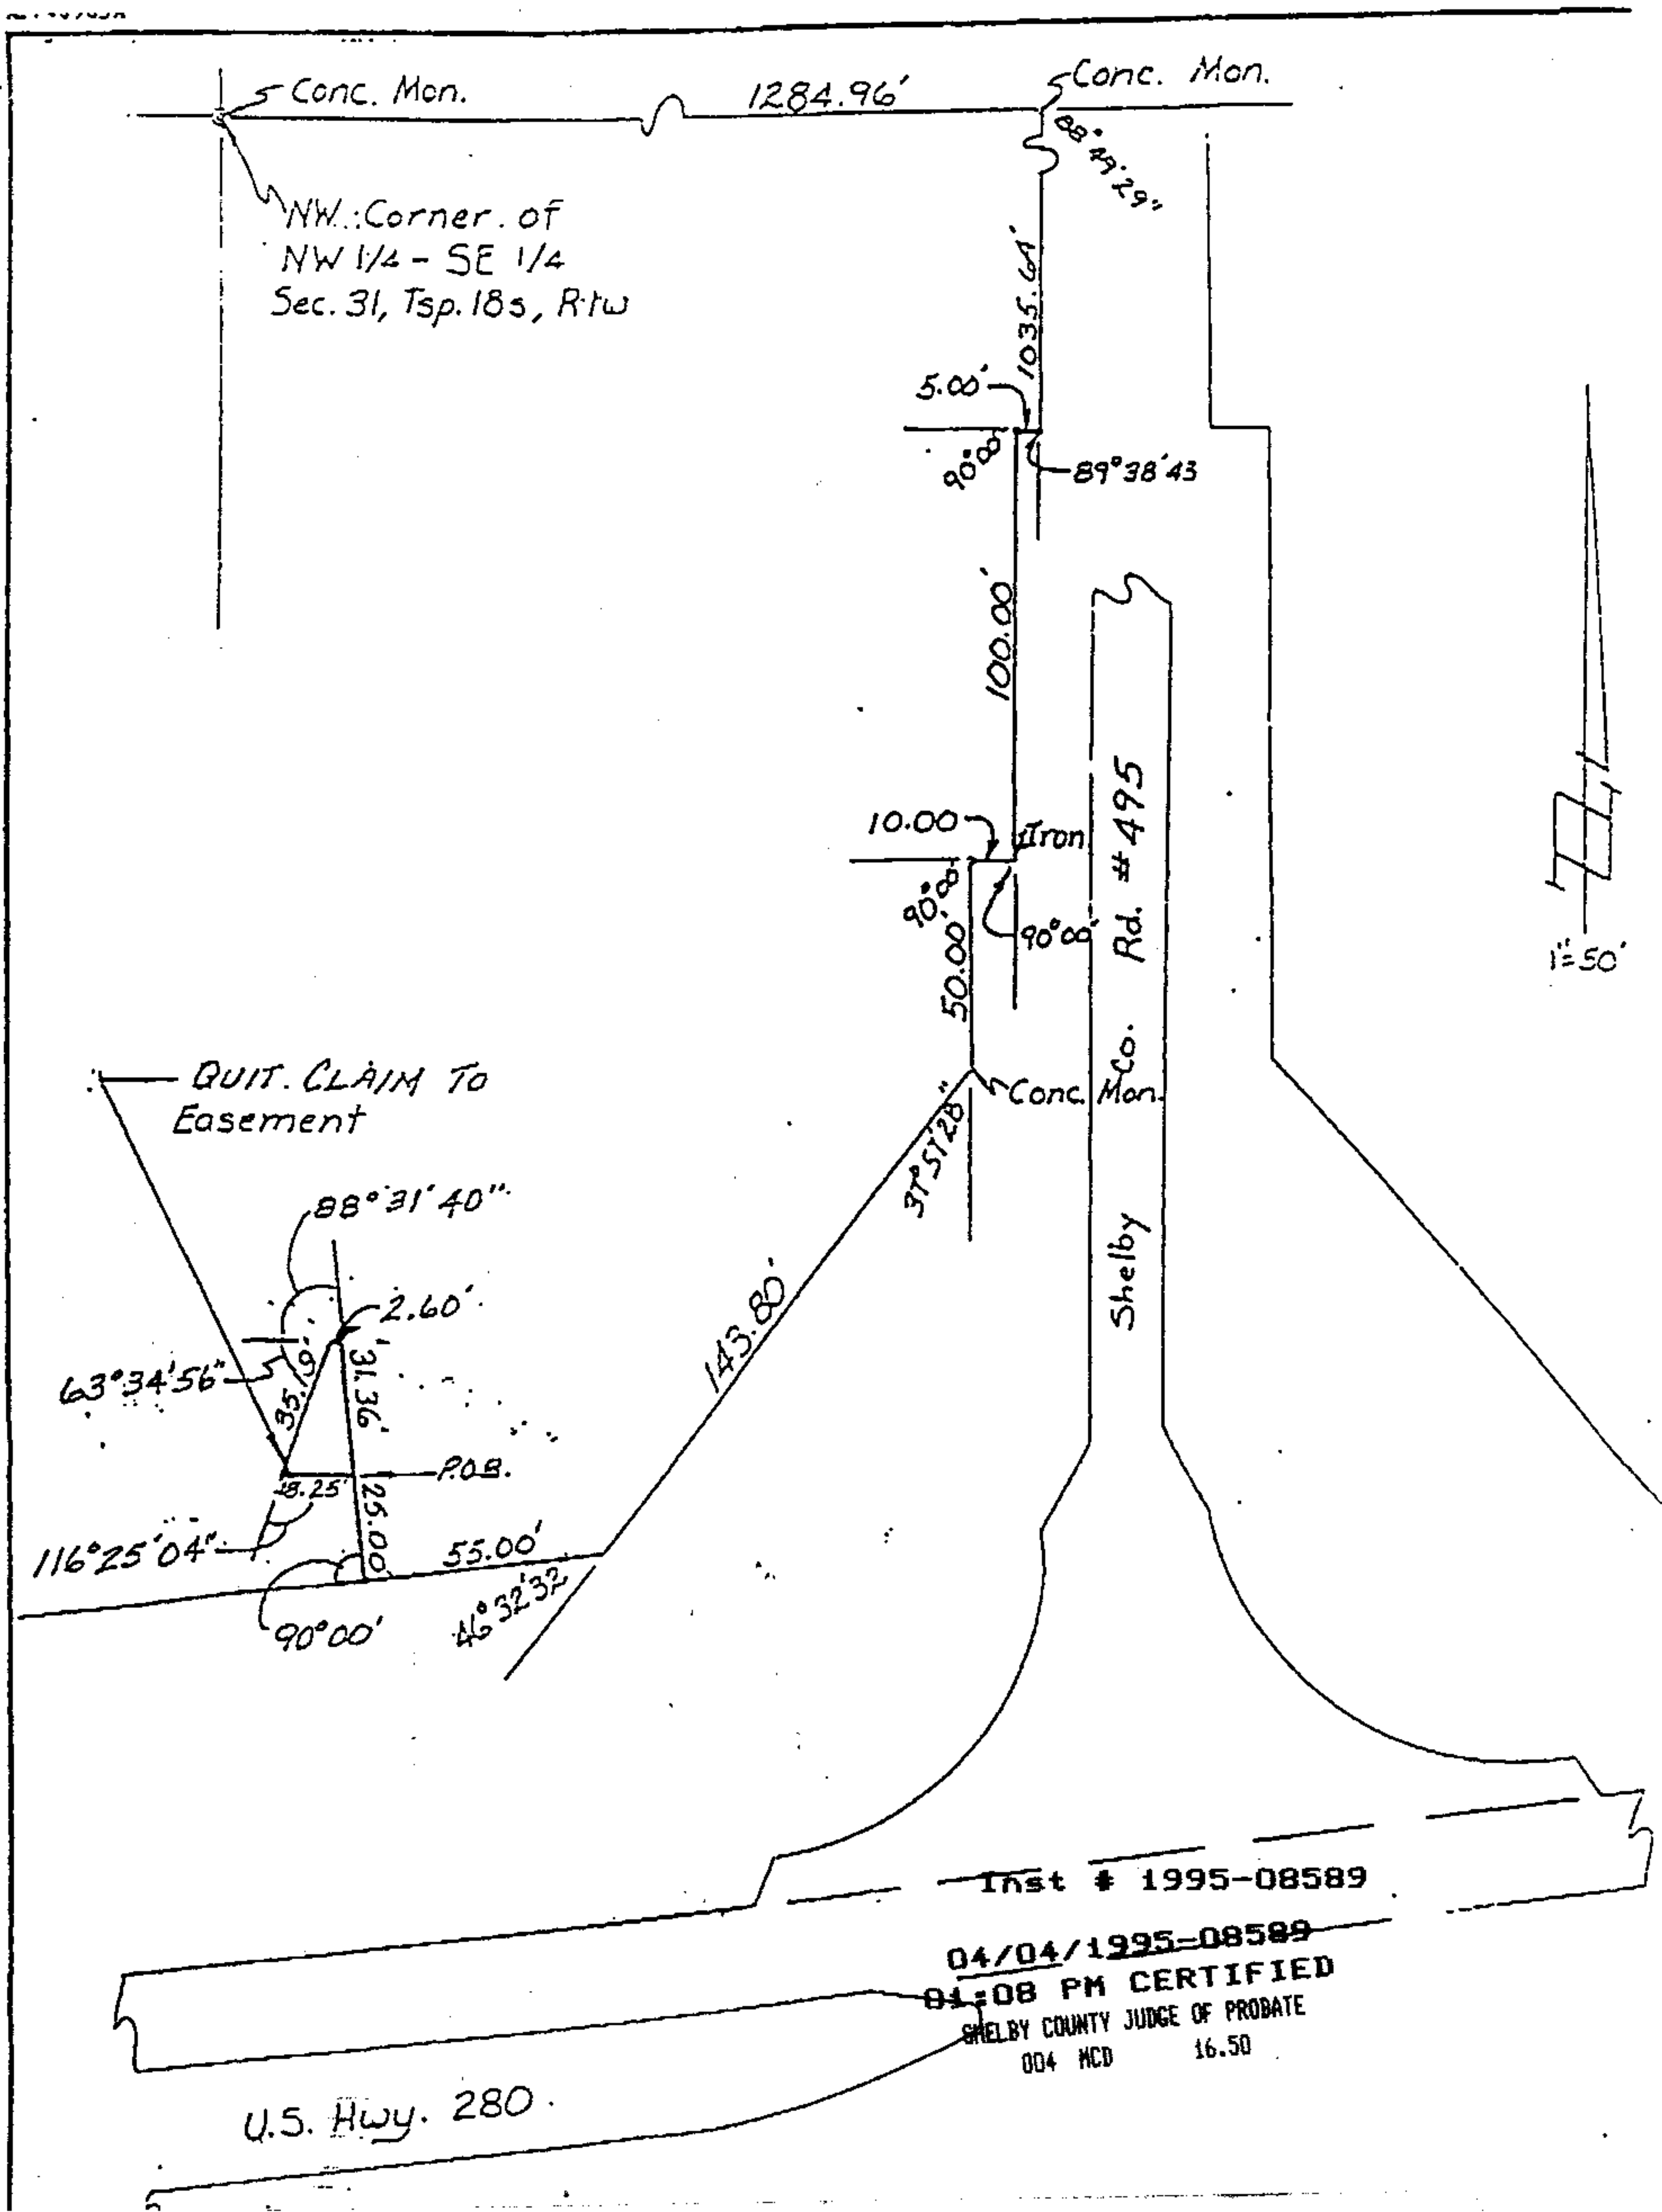 Conc. Mon.
1284.96'
Conc. Mon.
88° 49' 29"
NW. Corner of
NW 1/4 - SE 1/4
Sec. 31, Tsp. 18s, R-1w
1035.61'
5.00'
90°00'
89°38'43
100.00'
10.00
Iron
90°00'
90°00'
50.00'
1"=50'
Shelby Co. Rd. #495
QUIT. CLAIM TO
Easement
Conc. Mon.
37°51'28"
88°31'40"
2.60'
143.80'
63°34'56"
35.19'
31.36'
P.O.B.
18.25'
25.00'
116°25'04"
55.00'
90°00'
46°32'32
Inst # 1995-08589
04/04/1995-08589
01:08 PM CERTIFIED
SHELBY COUNTY JUDGE OF PROBATE
004 MCD 16.50
U.S. Hwy. 280